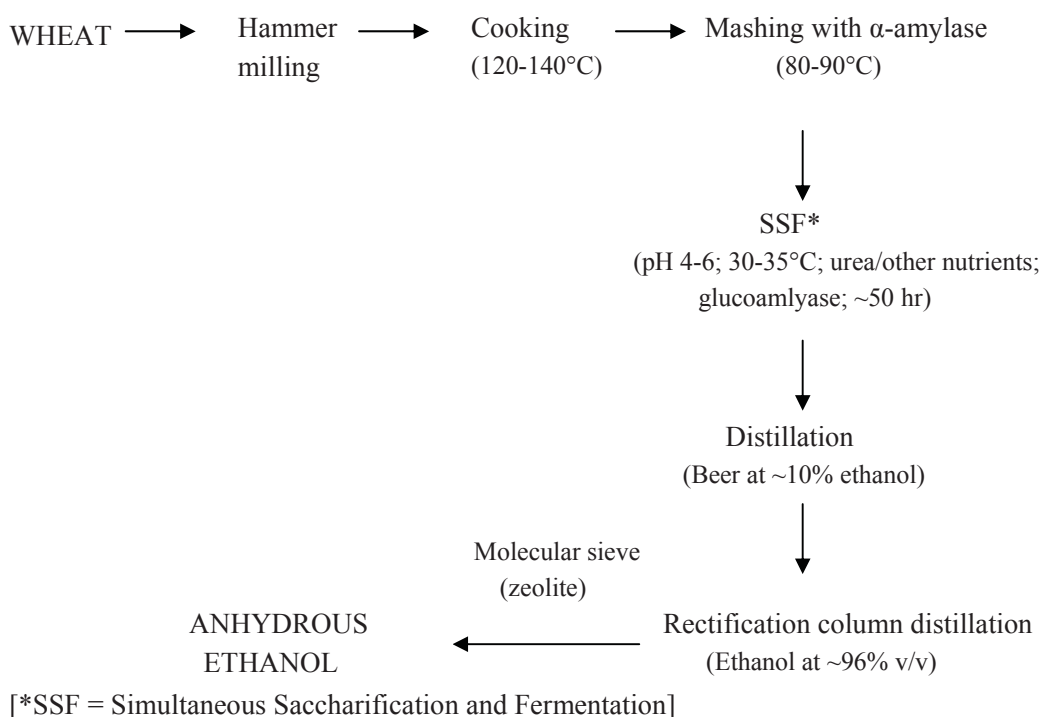 WHEAT
Hammer
milling
Cooking
(120-140°C)
Mashing with α-amylase
(80-90°C)
SSF*
(pH 4-6; 30-35°C; urea/other nutrients;
glucoamlyase; ~50 hr)
Distillation
(Beer at ~10% ethanol)
Rectification column distillation
(Ethanol at ~96% v/v)
Molecular sieve
(zeolite)
ANHYDROUS
ETHANOL
[*SSF = Simultaneous Saccharification and Fermentation]